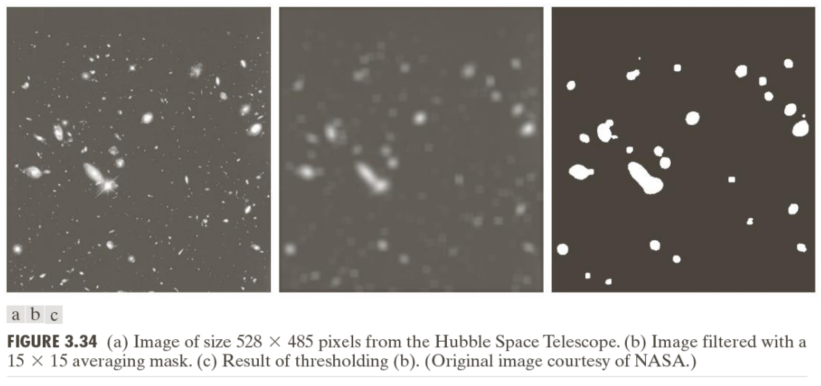 a b c
FIGURE 3.34 (a) Image of size 528 × 485 pixels from the Hubble Space Telescope. (b) Image filtered with a
15 × 15 averaging mask. (c) Result of thresholding (b). (Original image courtesy of NASA.)